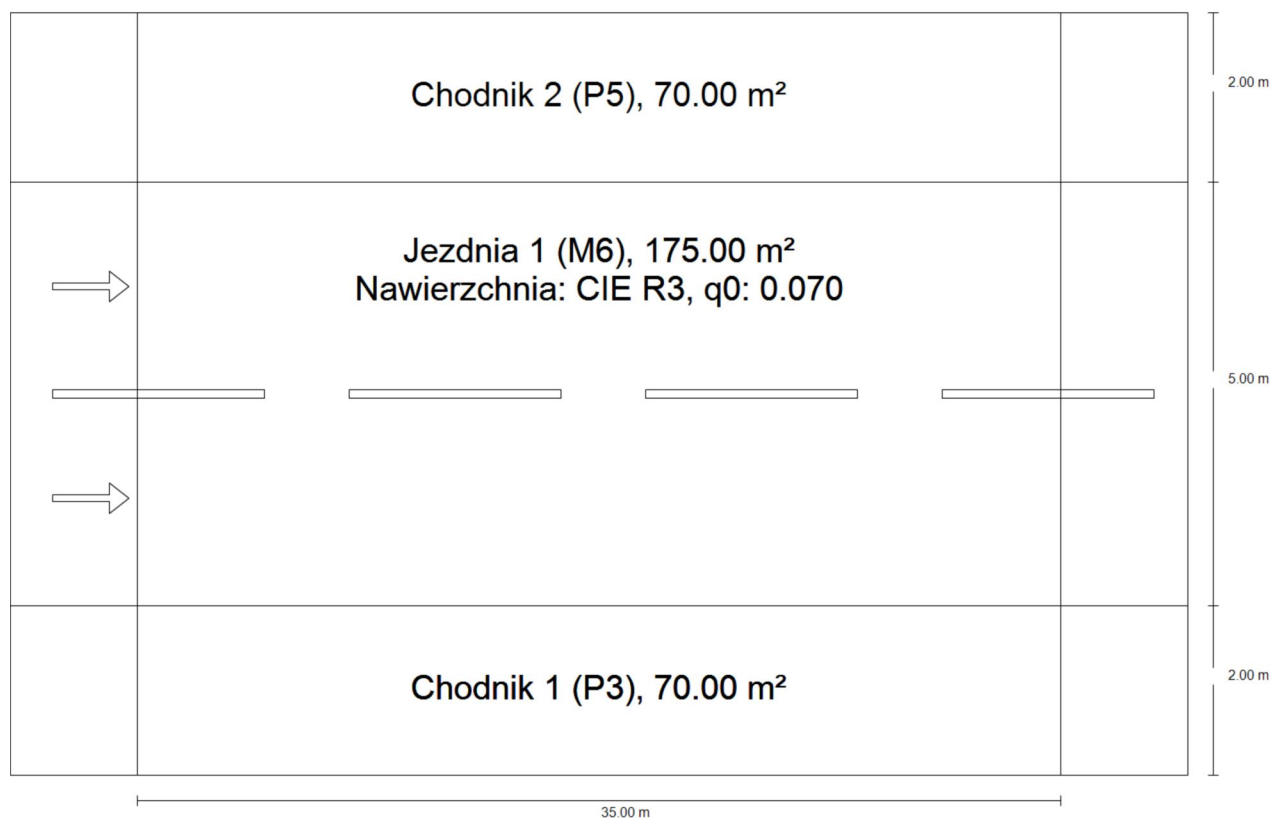 Chodnik 2 (P5), 70.00 m²
2.00 m
Jezdnia 1 (M6), 175.00 m²
Nawierzchnia: CIE R3, q0: 0.070
5.00 m
Chodnik 1 (P3), 70.00 m²
2.00 m
35.00 m